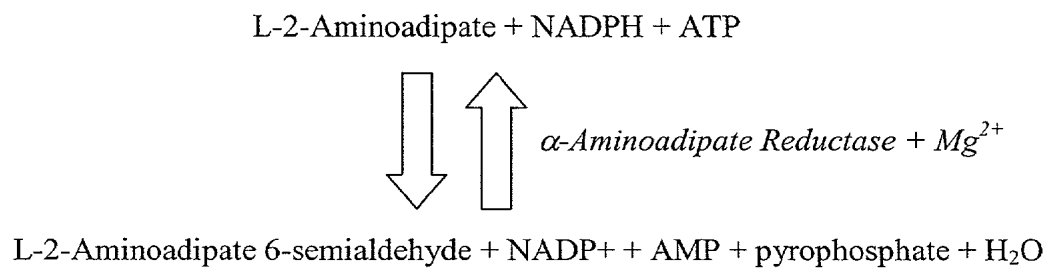 L-2-Aminoadipate + NADPH + ATP
α-Aminoadipate Reductase + Mg²⁺
L-2-Aminoadipate 6-semialdehyde + NADP+ + AMP + pyrophosphate + H₂O